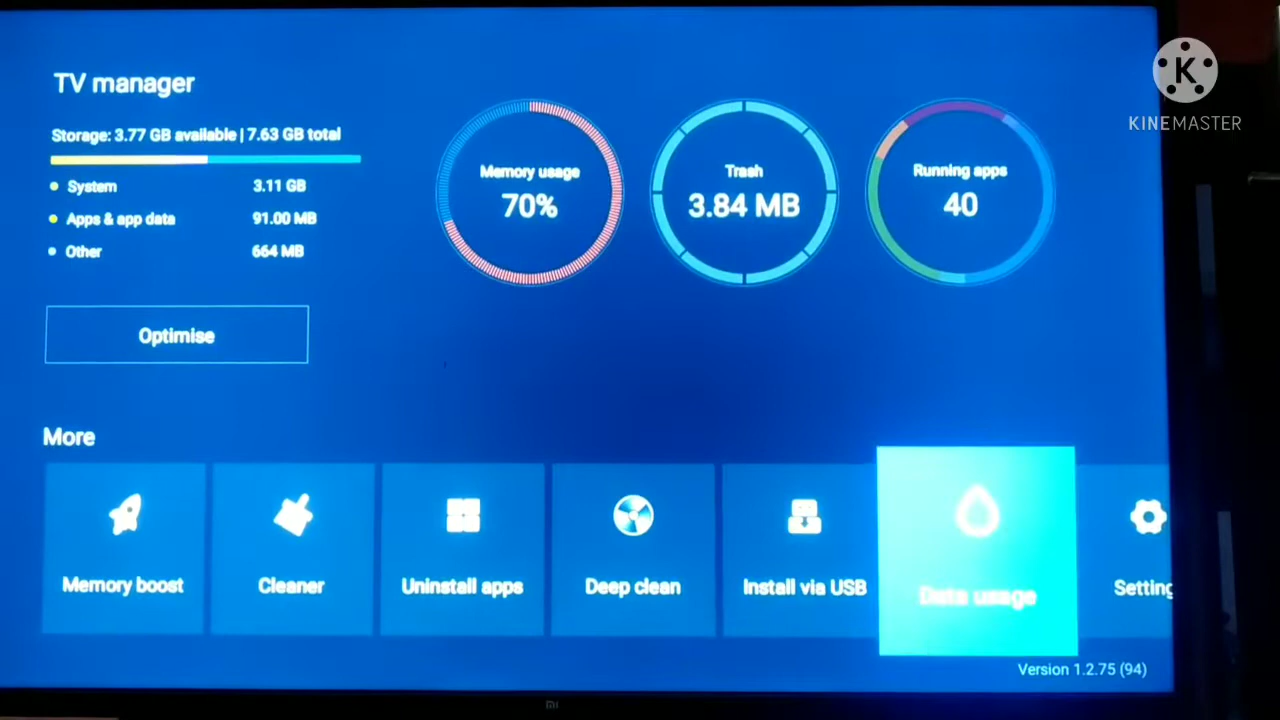 TV manager
Storage: 3.77 GB available | 7.63 GB total
System 3.11 GB
Apps & app data 91.00 MB
Other 664 MB
Optimise
Memory usage
70%
Trash
3.84 MB
Running apps
40
More
Memory boost
Cleaner
Uninstall apps
Deep clean
Install via USB
Data usage
Setting
Version 1.2.75 (94)
mi
K
KINEMASTER